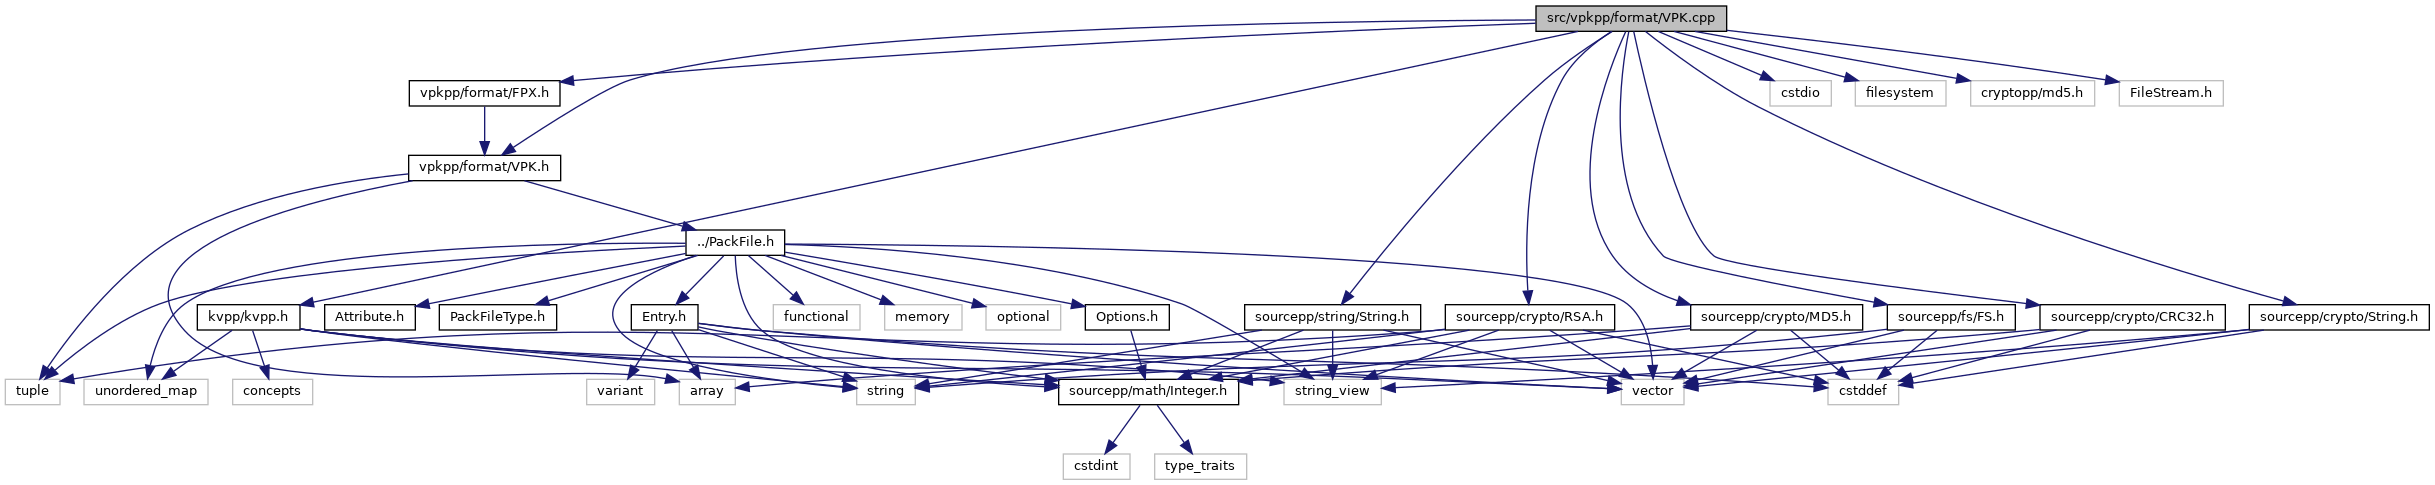 src/vpkpp/format/VPK.cpp
vpkpp/format/FPX.h
cstdio
filesystem
cryptopp/md5.h
FileStream.h
vpkpp/format/VPK.h
../PackFile.h
kvpp/kvpp.h
Attribute.h
PackFileType.h
Entry.h
functional
memory
optional
Options.h
sourcepp/string/String.h
sourcepp/crypto/RSA.h
sourcepp/crypto/MD5.h
sourcepp/fs/FS.h
sourcepp/crypto/CRC32.h
sourcepp/crypto/String.h
tuple
unordered_map
concepts
variant
array
string
sourcepp/math/Integer.h
string_view
vector
cstddef
cstdint
type_traits